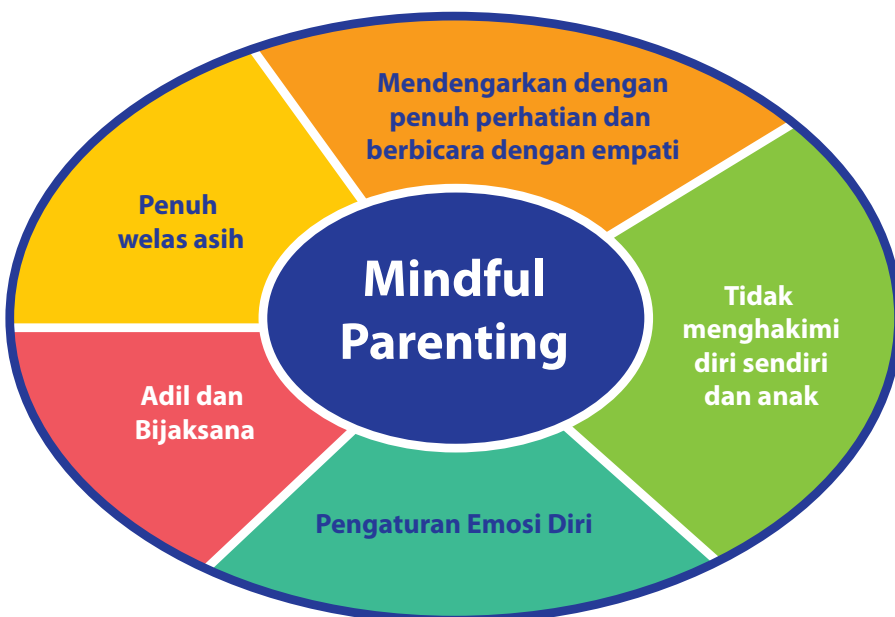 Mendengarkan dengan
penuh perhatian dan
berbicara dengan empati
Penuh
welas asih
Mindful
Parenting
Tidak
menghakimi
diri sendiri
dan anak
Adil dan
Bijaksana
Pengaturan Emosi Diri